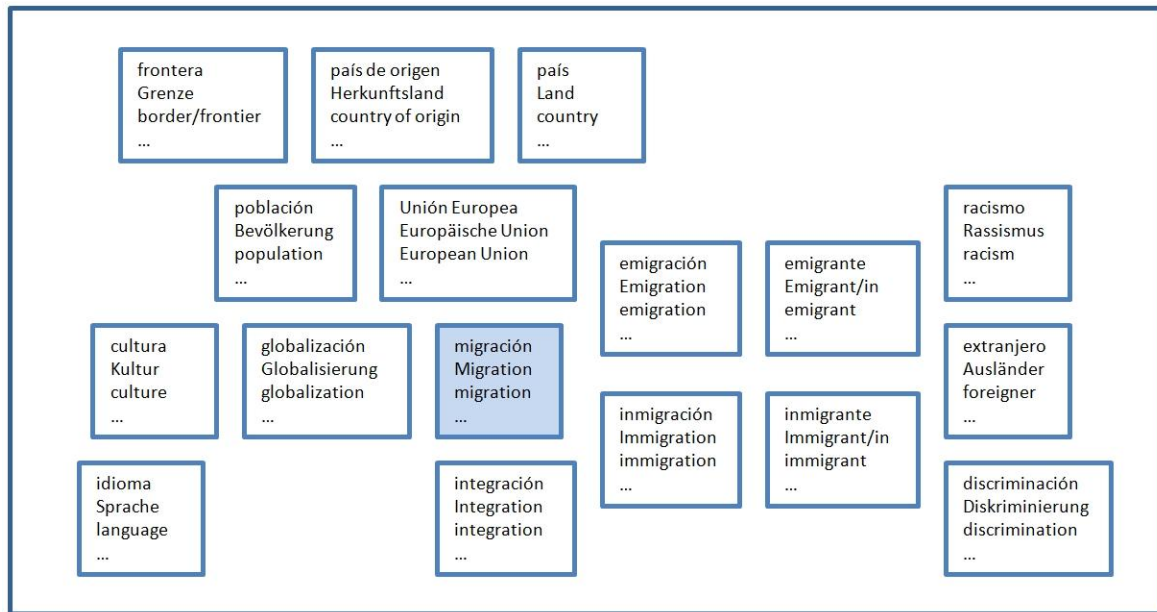 frontera
Grenze
border/frontier
...
país de origen
Herkunftsland
country of origin
...
país
Land
country
...
población
Bevölkerung
population
...
Unión Europea
Europäische Union
European Union
...
emigración
Emigration
emigration
...
emigrante
Emigrant/in
emigrant
...
racismo
Rassismus
racism
...
cultura
Kultur
culture
...
globalización
Globalisierung
globalization
...
migración
Migration
migration
...
inmigración
Immigration
immigration
...
inmigrante
Immigrant/in
immigrant
...
extranjero
Ausländer
foreigner
...
idioma
Sprache
language
...
integración
Integration
integration
...
discriminación
Diskriminierung
discrimination
...